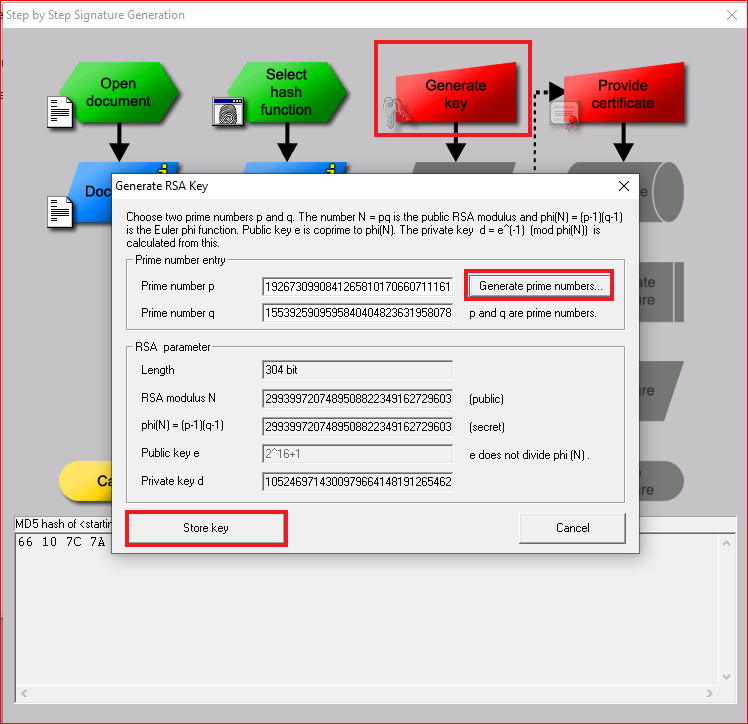 Step by Step Signature Generation
Open
document
Select
hash
function
Generate
key
Provide
certificate
Generate RSA Key
Choose two prime numbers p and q. The number N = pq is the public RSA modulus and phi(N) = (p-1)(q-1)
is the Euler phi function. Public key e is coprime to phi(N). The private key d = e^(-1) (mod phi(N)) is
calculated from this.
Prime number entry
Prime number p
192673099084126581017066071116１
Generate prime numbers...
Prime number q
1553925909595840404823631958078
p and q are prime numbers.
RSA parameter
Length
304 bit
RSA modulus N
299399720748950882234916272９603
(public)
phi(N) = (p-1)(q-1)
2993997207489508822349162729603
(secret)
Public key e
2^16+1
e does not divide phi (N) .
Private key d
1052469714300979664148191265462
Store key
Cancel
MD5 hash of <startin
66 10 7C 7A